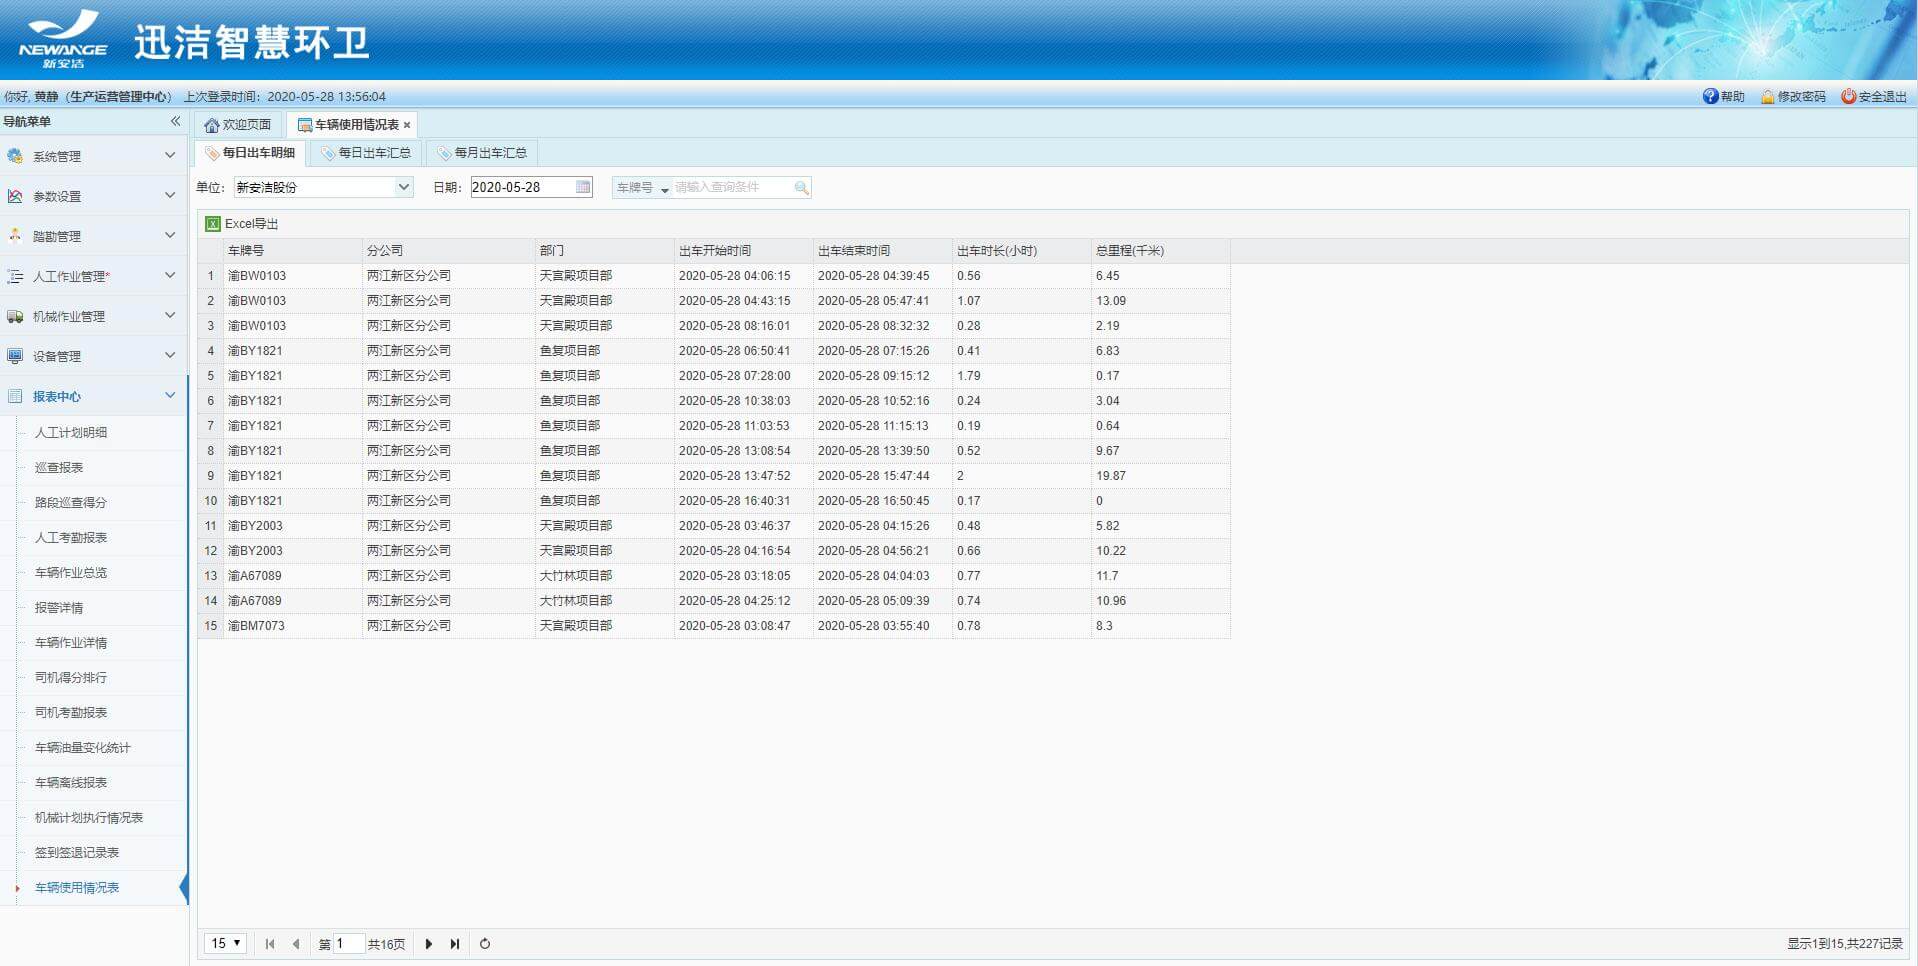 NEWANGE
新安洁
迅洁智慧环卫
你好, 黄静（生产运营管理中心） 上次登录时间：2020-05-28 13:56:04
帮助 修改密码 安全退出
导航菜单
系统管理
参数设置
踏勘管理
人工作业管理*
机械作业管理
设备管理
报表中心
人工计划明细
巡查报表
路段巡查得分
人工考勤报表
车辆作业总览
报警详情
车辆作业详情
司机得分排行
司机考勤报表
车辆油量变化统计
车辆离线报表
机械计划执行情况表
签到签退记录表
车辆使用情况表
欢迎页面 车辆使用情况表
每日出车明细 每日出车汇总 每月出车汇总
单位： 新安洁股份 日期： 2020-05-28 车牌号 请输入查询条件
Excel导出
车牌号 分公司 部门 出车开始时间 出车结束时间 出车时长(小时) 总里程(千米)
1 渝BW0103 两江新区分公司 天宫殿项目部 2020-05-28 04:06:15 2020-05-28 04:39:45 0.56 6.45
2 渝BW0103 两江新区分公司 天宫殿项目部 2020-05-28 04:43:15 2020-05-28 05:47:41 1.07 13.09
3 渝BW0103 两江新区分公司 天宫殿项目部 2020-05-28 08:16:01 2020-05-28 08:32:32 0.28 2.19
4 渝BY1821 两江新区分公司 鱼复项目部 2020-05-28 06:50:41 2020-05-28 07:15:26 0.41 6.83
5 渝BY1821 两江新区分公司 鱼复项目部 2020-05-28 07:28:00 2020-05-28 09:15:12 1.79 0.17
6 渝BY1821 两江新区分公司 鱼复项目部 2020-05-28 10:38:03 2020-05-28 10:52:16 0.24 3.04
7 渝BY1821 两江新区分公司 鱼复项目部 2020-05-28 11:03:53 2020-05-28 11:15:13 0.19 0.64
8 渝BY1821 两江新区分公司 鱼复项目部 2020-05-28 13:08:54 2020-05-28 13:39:50 0.52 9.67
9 渝BY1821 两江新区分公司 鱼复项目部 2020-05-28 13:47:52 2020-05-28 15:47:44 2 19.87
10 渝BY1821 两江新区分公司 鱼复项目部 2020-05-28 16:40:31 2020-05-28 16:50:45 0.17 0
11 渝BY2003 两江新区分公司 天宫殿项目部 2020-05-28 03:46:37 2020-05-28 04:15:26 0.48 5.82
12 渝BY2003 两江新区分公司 天宫殿项目部 2020-05-28 04:16:54 2020-05-28 04:56:21 0.66 10.22
13 渝A67089 两江新区分公司 大竹林项目部 2020-05-28 03:18:05 2020-05-28 04:04:03 0.77 11.7
14 渝A67089 两江新区分公司 大竹林项目部 2020-05-28 04:25:12 2020-05-28 05:09:39 0.74 10.96
15 渝BM7073 两江新区分公司 天宫殿项目部 2020-05-28 03:08:47 2020-05-28 03:55:40 0.78 8.3
15 第 1 共16页 显示1到15,共227记录